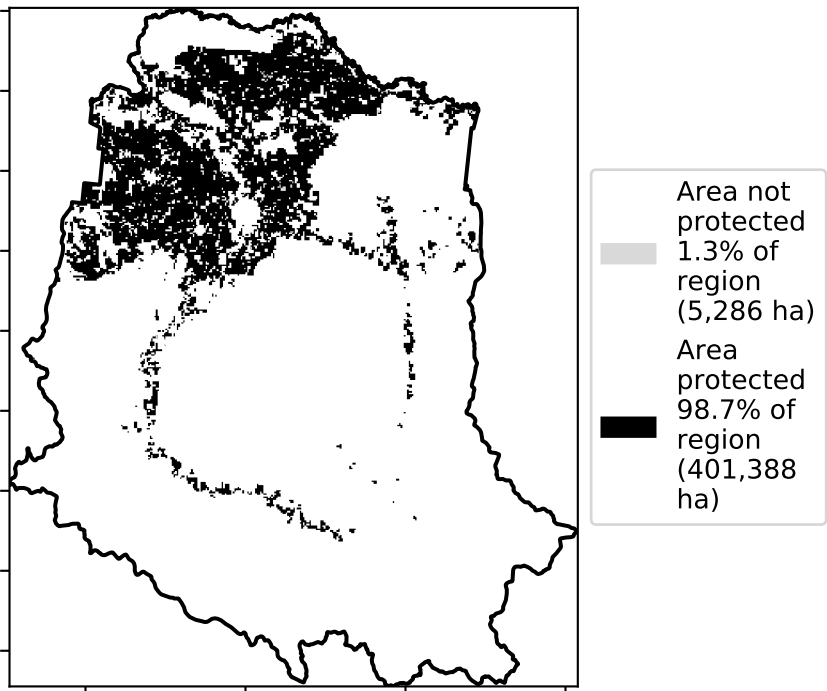 Area not
protected
1.3% of
region
(5,286 ha)
Area
protected
98.7% of
region
(401,388
ha)